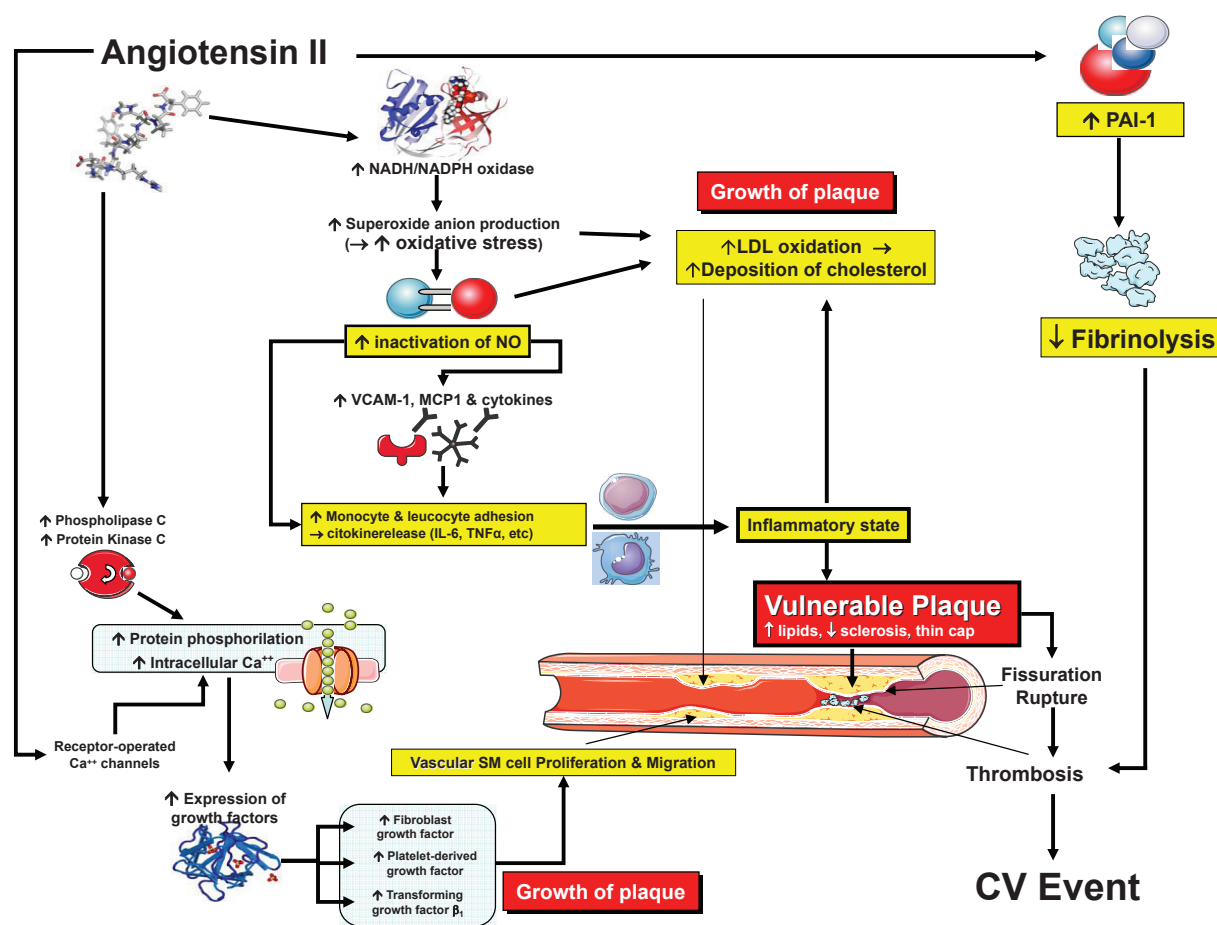 Angiotensin II
↑ PAI-1
↑ NADH/NADPH oxidase
Growth of plaque
↑ Superoxide anion production
(→ ↑ oxidative stress)
↑LDL oxidation →
↑Deposition of cholesterol
↓ Fibrinolysis
↑ inactivation of NO
↑ VCAM-1, MCP1 & cytokines
↑ Monocyte & leucocyte adhesion
→ citokinerelease (IL-6, TNFα, etc)
Inflammatory state
↑ Phospholipase C
↑ Protein Kinase C
Vulnerable Plaque
↑ lipids, ↓ sclerosis, thin cap
↑ Protein phosphorilation
↑ Intracellular Ca⁺⁺
Fissuration
Rupture
Receptor-operated
Ca⁺⁺ channels
Vascular SM cell Proliferation & Migration
Thrombosis
↑ Expression of
growth factors
↑ Fibroblast
growth factor
↑ Platelet-derived
growth factor
↑ Transforming
growth factor β₁
Growth of plaque
CV Event